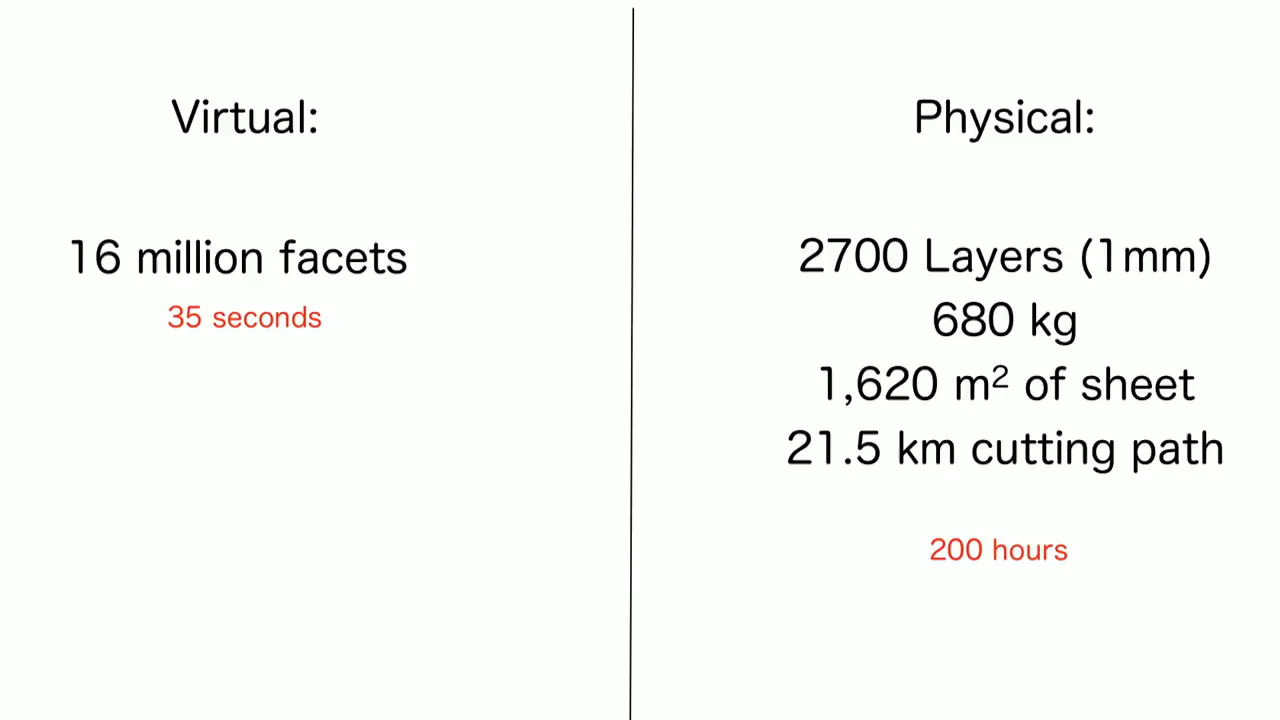 Virtual:
16 million facets
35 seconds
Physical:
2700 Layers (1mm)
680 kg
1,620 m² of sheet
21.5 km cutting path
200 hours